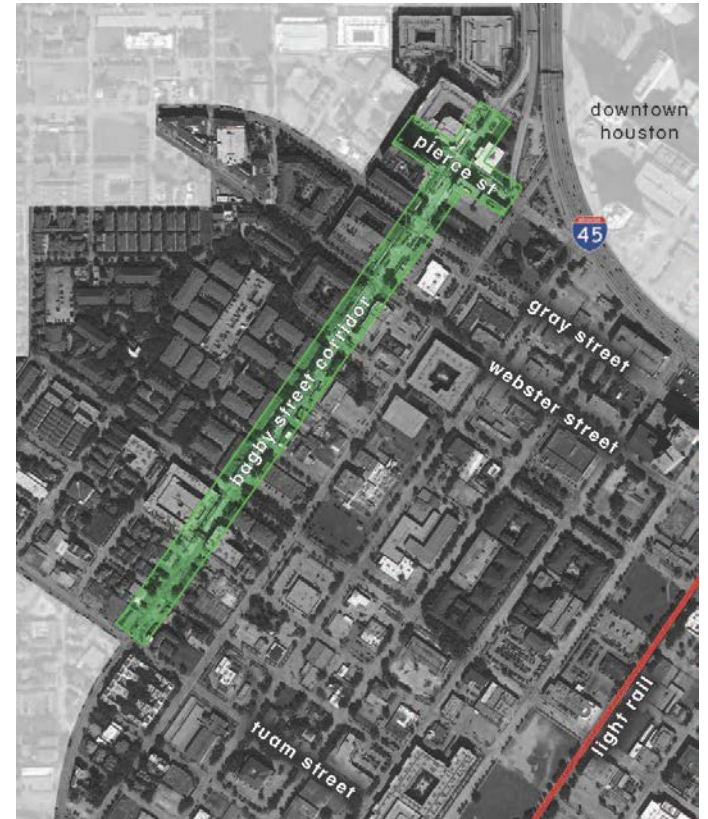 downtown
houston
pierce st
45
gray street
bagby street corridor
webster street
light rail
tuam street